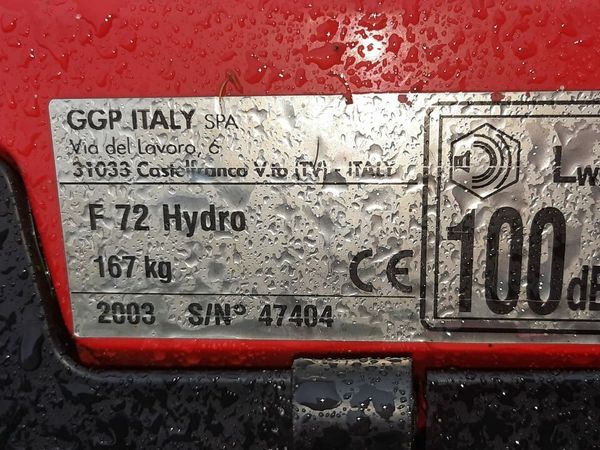 GGP ITALY SPA
Via del Lavoro, 6
31033 Castelfranco V.to (TV) - ITALY
F 72 Hydro
167 kg
CE
2003 S/N° 47404
LW
100 dB